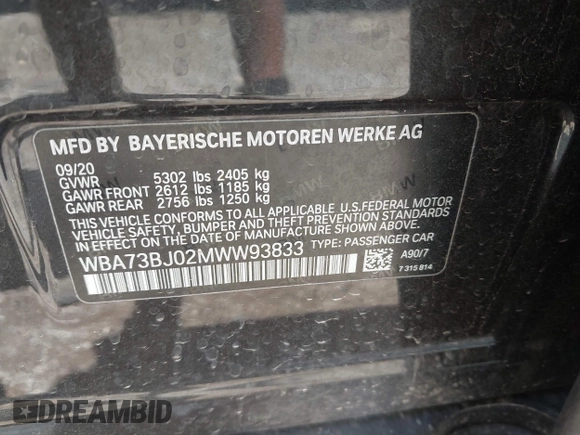 MFD BY BAYERISCHE MOTOREN WERKE AG
09/20
GVWR 5302 lbs 2405 kg
GAWR FRONT 2612 lbs 1185 kg
GAWR REAR 2756 lbs 1250 kg
THIS VEHICLE CONFORMS TO ALL APPLICABLE U.S.FEDERAL MOTOR
VEHICLE SAFETY, BUMPER AND THEFT PREVENTION STANDARDS
IN EFFECT ON THE DATE OF MANUFACTURE SHOWN ABOVE.
WBA73BJ02MWW93833 TYPE: PASSENGER CAR
A90/7
7 315 814
DREAMBID